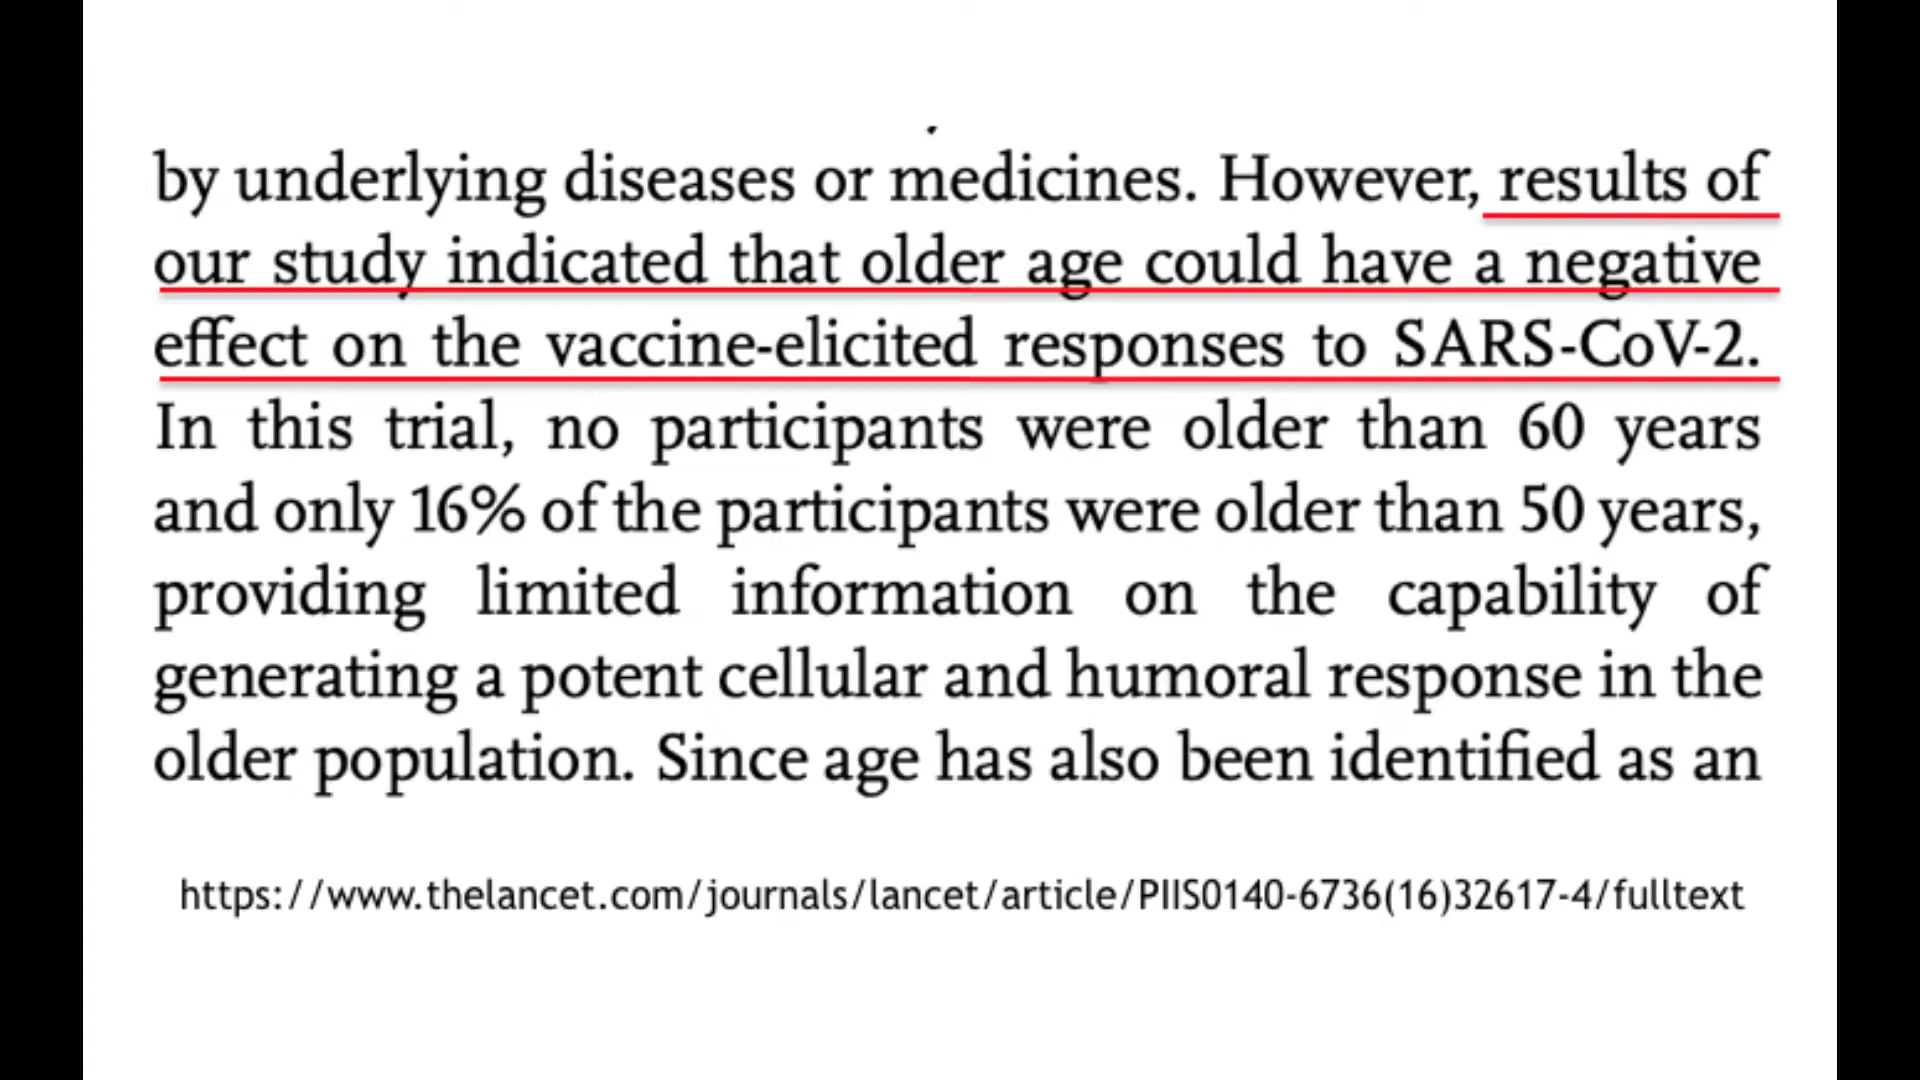 by underlying diseases or medicines. However, results of
our study indicated that older age could have a negative
effect on the vaccine-elicited responses to SARS-CoV-2.
In this trial, no participants were older than 60 years
and only 16% of the participants were older than 50 years,
providing limited information on the capability of
generating a potent cellular and humoral response in the
older population. Since age has also been identified as an
https://www.thelancet.com/journals/lancet/article/PIIS0140-6736(16)32617-4/fulltext